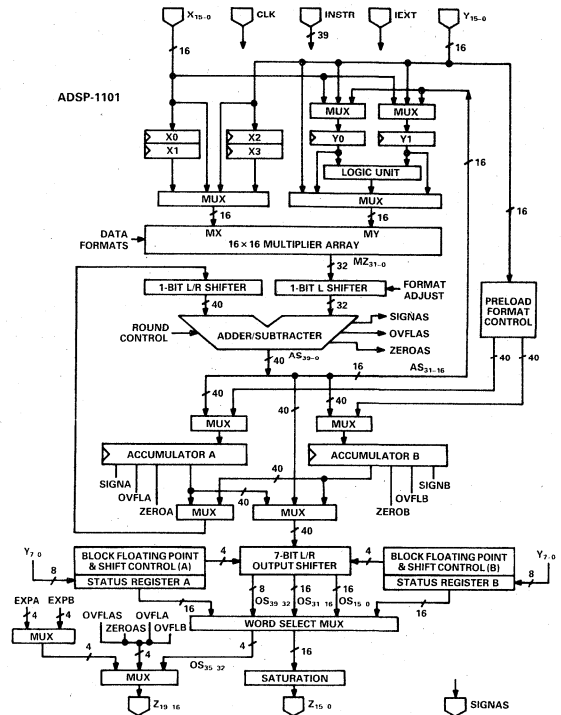 X15–0
CLK
INSTR
IEXT
Y15–0
16
39
16
ADSP-1101
MUX
MUX
X0
X1
X2
X3
Y0
Y1
LOGIC UNIT
16
16
MUX
MUX
16
16
DATA FORMATS
MX
MY
16 × 16 MULTIPLIER ARRAY
MZ31–0
32
1-BIT L/R SHIFTER
1-BIT L SHIFTER
FORMAT ADJUST
PRELOAD FORMAT CONTROL
40
32
SIGNAS
ROUND CONTROL
ADDER/SUBTRACTER
OVFLAS
ZEROAS
AS39–0
40
16
AS31–16
40
40
40
40
40
MUX
MUX
ACCUMULATOR A
ACCUMULATOR B
SIGNA
OVFLA
ZEROA
40
40
ZEROB
OVFLB
SIGNB
MUX
MUX
40
Y7-0
8
BLOCK FLOATING POINT & SHIFT CONTROL (A)
STATUS REGISTER A
4
7-BIT L/R OUTPUT SHIFTER
4
BLOCK FLOATING POINT & SHIFT CONTROL (B)
STATUS REGISTER B
Y7-0
8
8
16
16
OS39 32
OS31 16
OS15 0
16
16
EXPA
EXPB
4
4
MUX
OVFLAS
ZEROAS
OVFLA
OVFLB
WORD SELECT MUX
4
4
4
OS35 32
16
MUX
SATURATION
Z19 16
Z15 0
SIGNAS